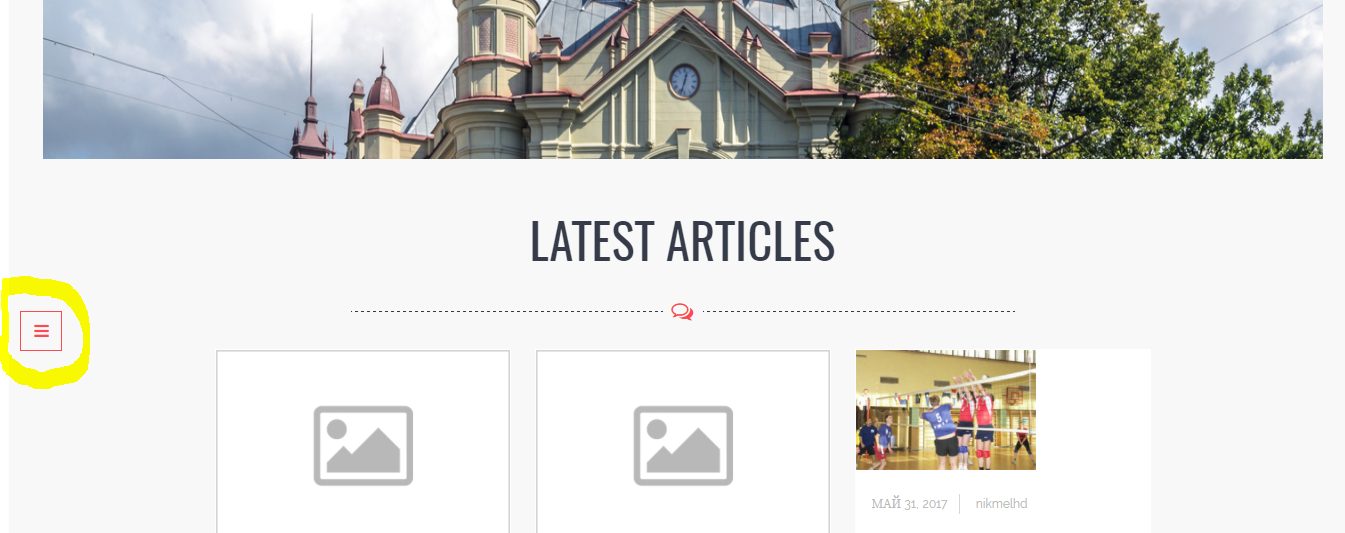 LATEST ARTICLES
МАЙ 31, 2017
nikmelhd